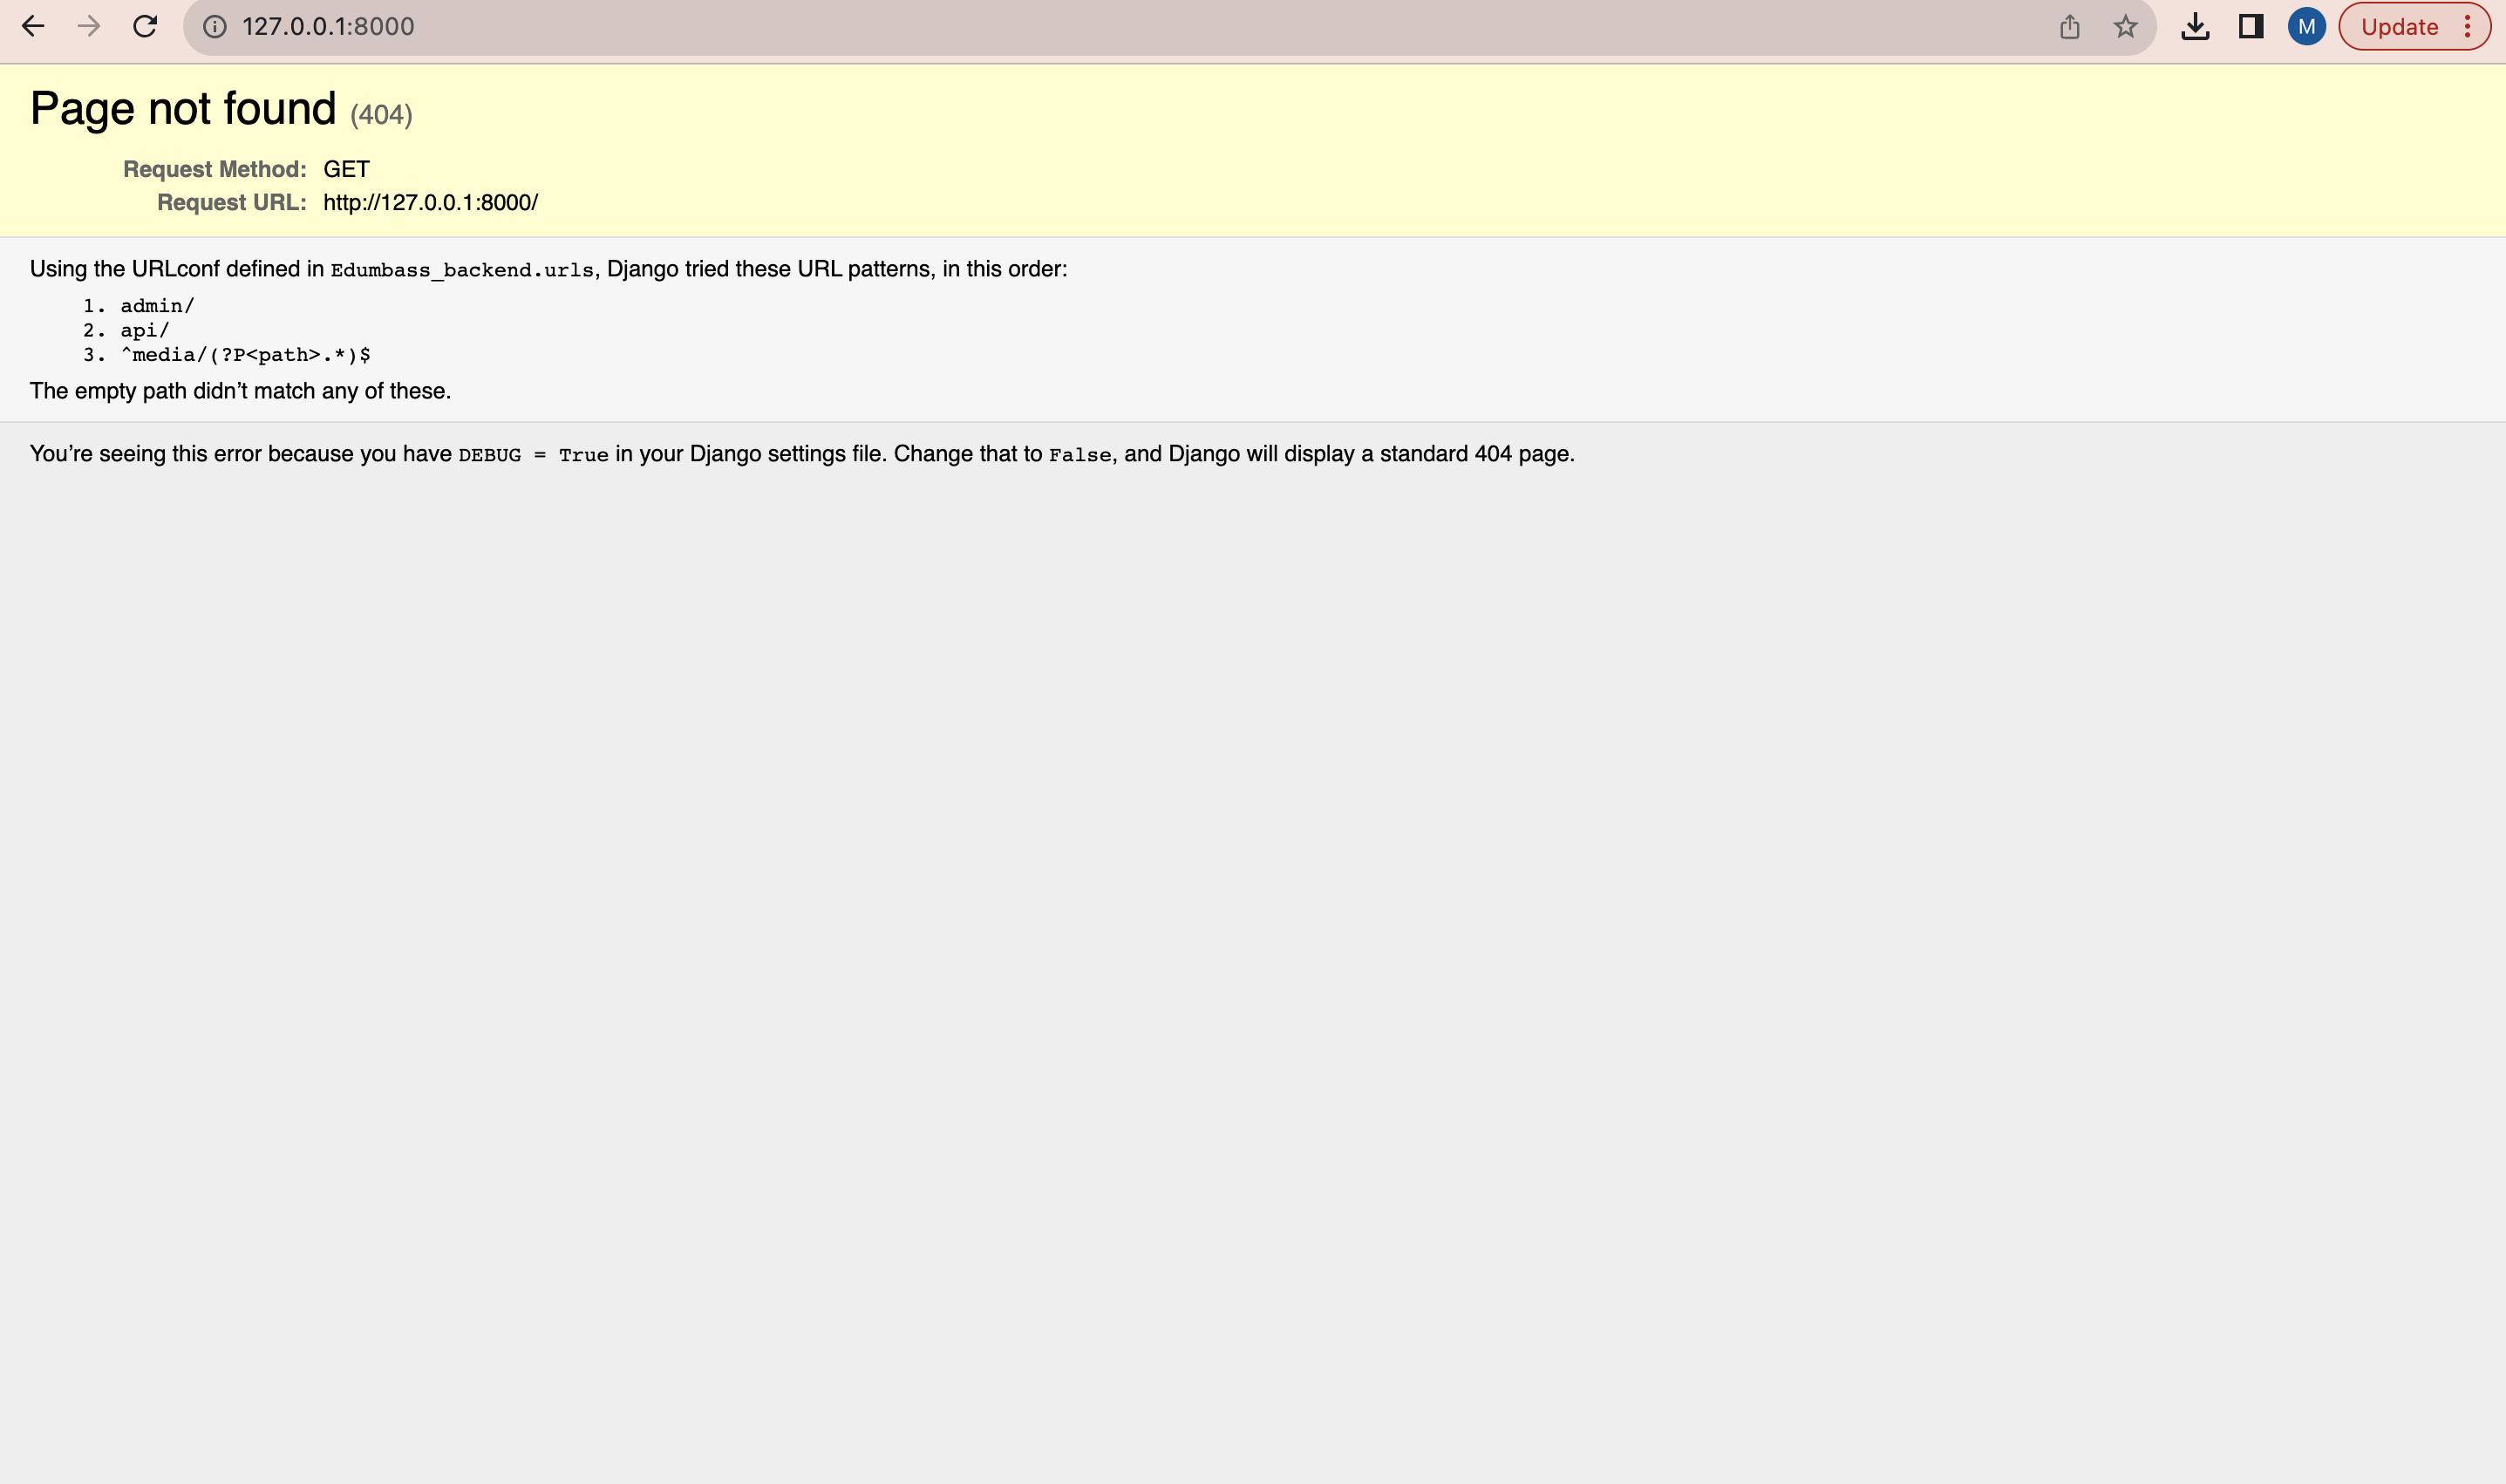 127.0.0.1:8000
M
Update
Page not found (404)
Request Method: GET
Request URL: http://127.0.0.1:8000/
Using the URLconf defined in Edumbass_backend.urls, Django tried these URL patterns, in this order:
1. admin/
2. api/
3. ^media/(?P<path>.*)$
The empty path didn’t match any of these.
You’re seeing this error because you have DEBUG = True in your Django settings file. Change that to False, and Django will display a standard 404 page.